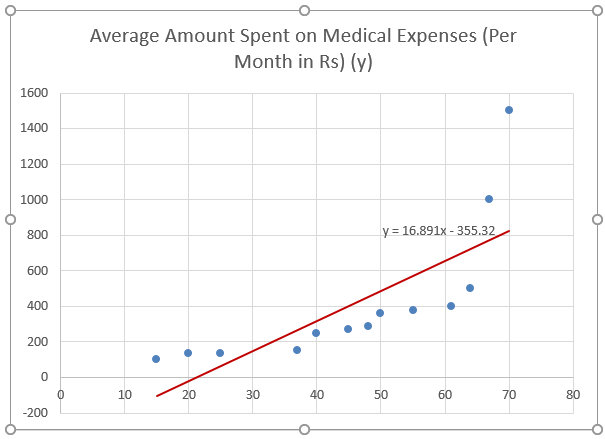 Average Amount Spent on Medical Expenses (Per
Month in Rs) (y)
1600
1400
1200
1000
800
y = 16.891x - 355.32
600
400
200
0
0 10 20 30 40 50 60 70 80
-200